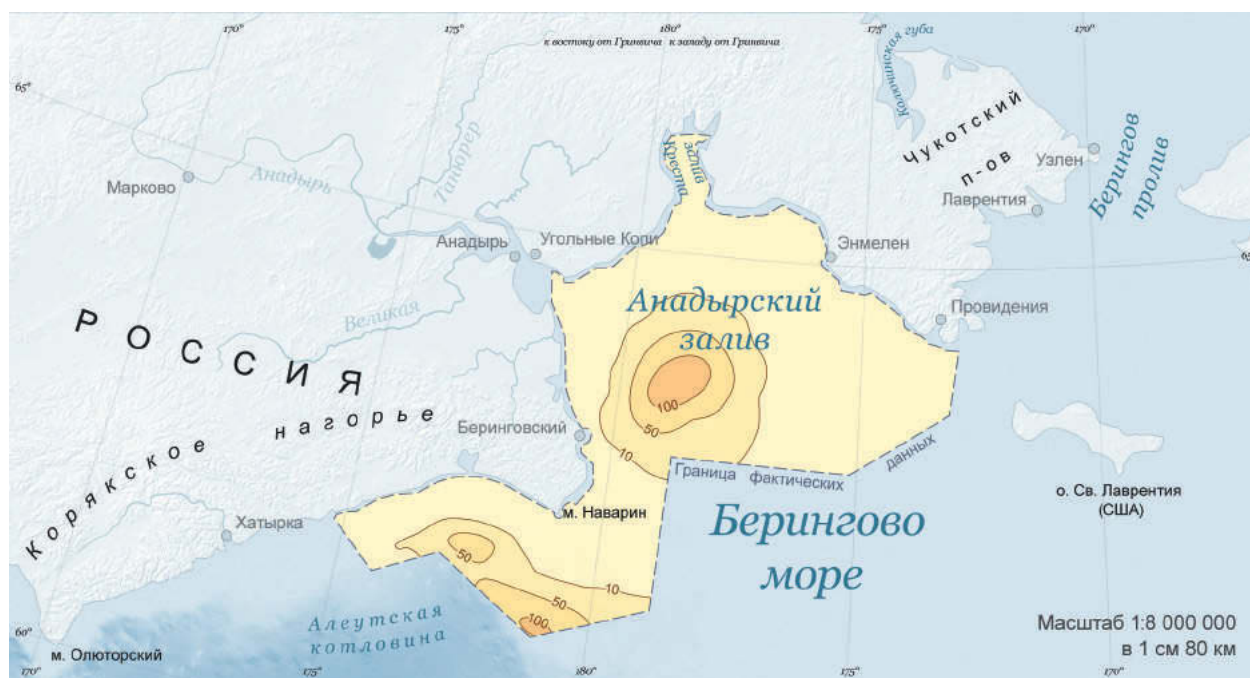 170°
175°
180°
175°
170°
к востоку от Гринвича
к западу от Гринвича
65°
Колючинская губа
Чукотский
п-ов
Уэлен
Берингов
пролив
Лаврентия
залив
Креста
Марково
Анадырь
Танюрер
Анадырь
Угольные Копи
Энмелен
65
Великая
Анадырский
залив
Провидения
РОССИЯ
100
50
10
Корякское нагорье
Беринговский
Граница фактических данных
о. Св. Лаврентия
(США)
м. Наварин
Берингово
море
Хатырка
50
10
50
100
Алеутская
котловина
Масштаб 1:8 000 000
в 1 см 80 км
60°
м. Олюторский
170°
175°
180°
175°
170°